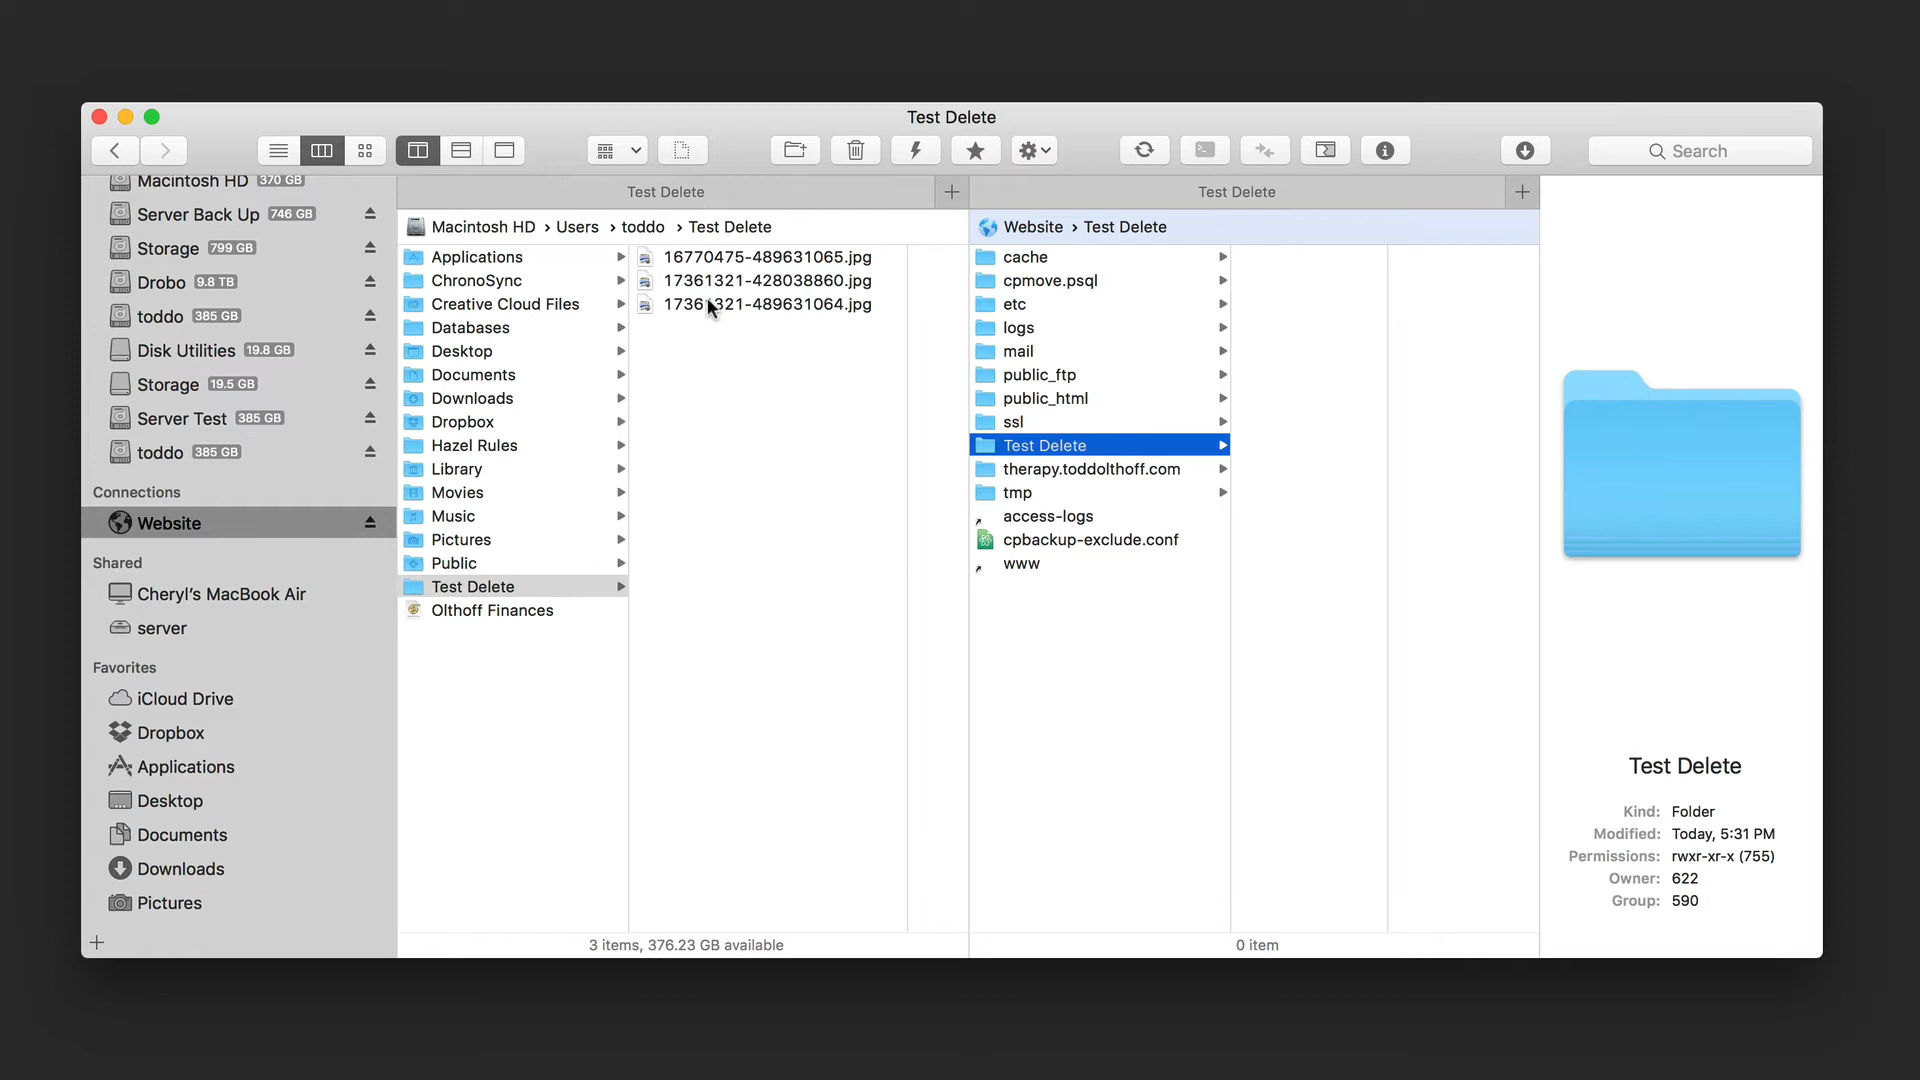 Test Delete
Search
Macintosh HD 370 GB
Server Back Up 746 GB
Storage 799 GB
Drobo 9.8 TB
toddo 385 GB
Disk Utilities 19.8 GB
Storage 19.5 GB
Server Test 385 GB
toddo 385 GB
Connections
Website
Shared
Cheryl's MacBook Air
server
Favorites
iCloud Drive
Dropbox
Applications
Desktop
Documents
Downloads
Pictures
Test Delete
Macintosh HD › Users › toddo › Test Delete
Applications
ChronoSync
Creative Cloud Files
Databases
Desktop
Documents
Downloads
Dropbox
Hazel Rules
Library
Movies
Music
Pictures
Public
Test Delete
Olthoff Finances
16770475-489631065.jpg
17361321-428038860.jpg
17361321-489631064.jpg
3 items, 376.23 GB available
Test Delete
Website › Test Delete
cache
cpmove.psql
etc
logs
mail
public_ftp
public_html
ssl
Test Delete
therapy.toddolthoff.com
tmp
access-logs
cpbackup-exclude.conf
www
0 item
Test Delete
Kind: Folder
Modified: Today, 5:31 PM
Permissions: rwxr-xr-x (755)
Owner: 622
Group: 590